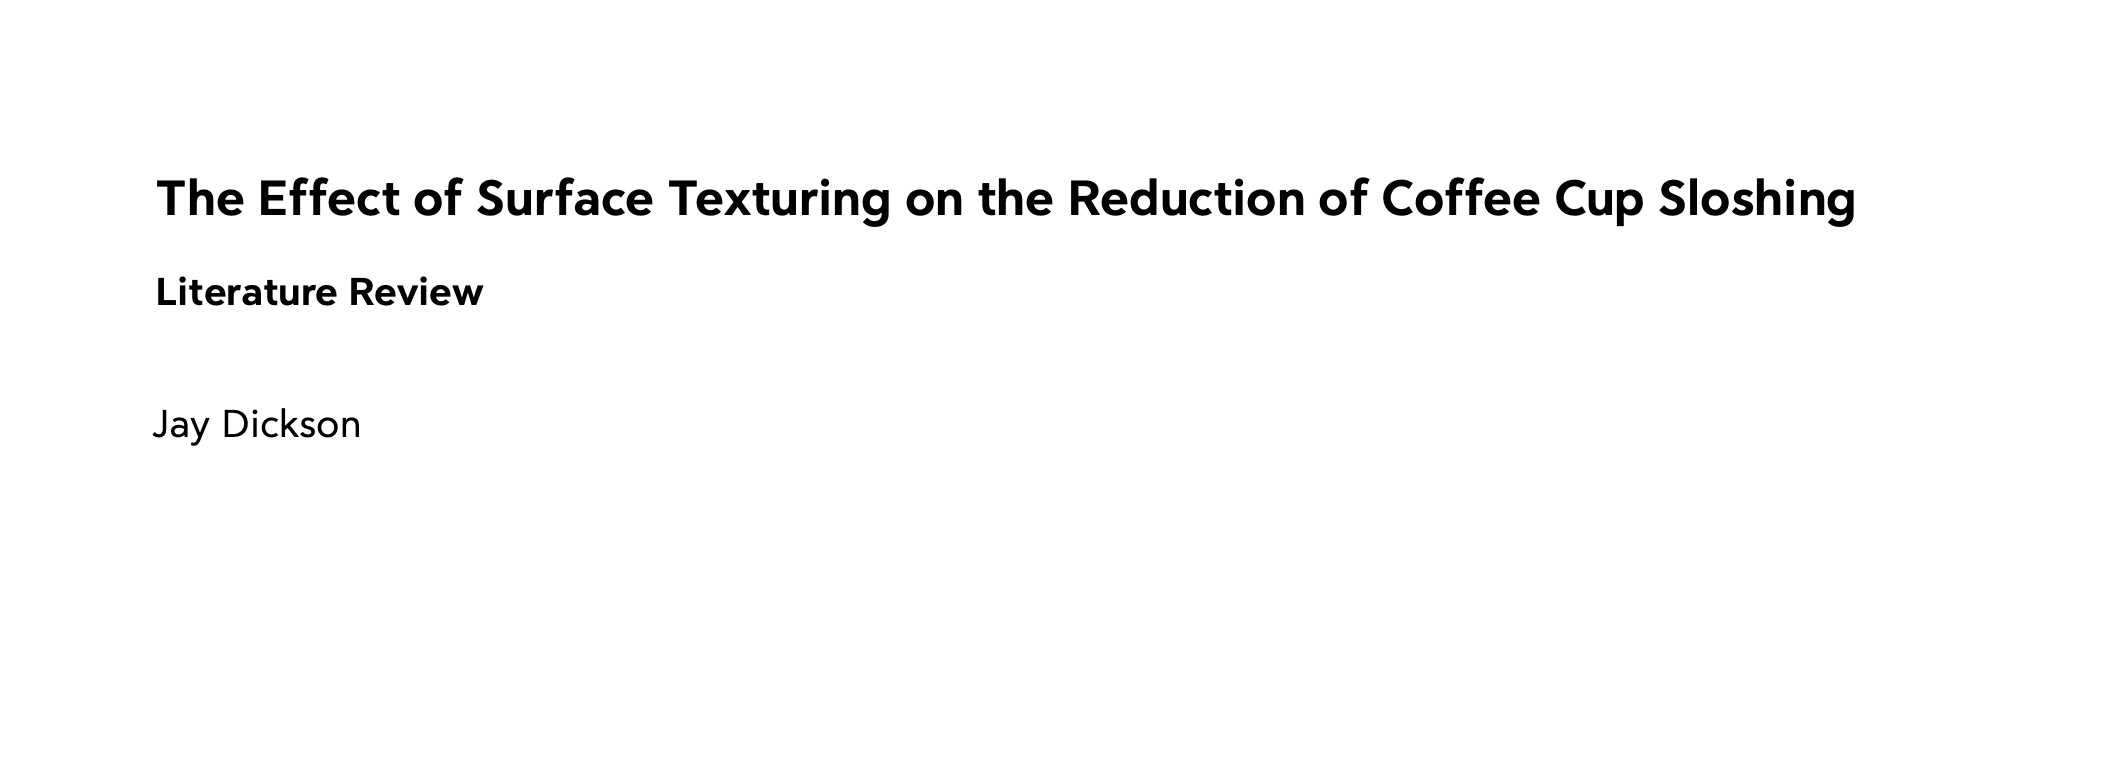 The Effect of Surface Texturing on the Reduction of Coffee Cup Sloshing
Literature Review
Jay Dickson